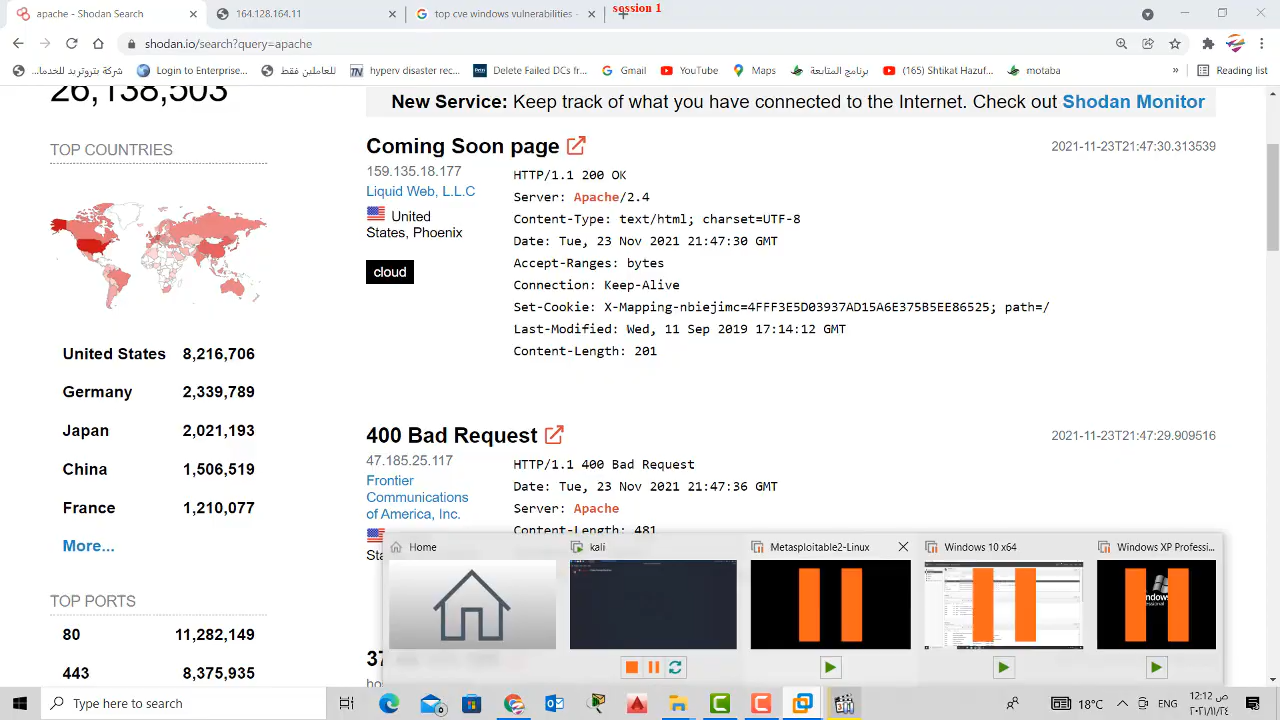 session 1
apache - Shodan Search
164.128.164.11
top cve windows vulnerabilities -
shodan.io/search?query=apache
شركة بتروتريد للخدما...
Login to Enterprise...
للعاملين فقط
hyperv disaster rec...
Delete Failed DCs fr...
Gmail
YouTube
Maps
برنامج المتابعة
(165) Shtikat Hazuf...
motaba
»
Reading list
26,138,503
New Service: Keep track of what you have connected to the Internet. Check out Shodan Monitor
TOP COUNTRIES
United States 8,216,706
Germany 2,339,789
Japan 2,021,193
China 1,506,519
France 1,210,077
More...
TOP PORTS
80 11,282,149
443 8,375,935
Coming Soon page
2021-11-23T21:47:30.313539
159.135.18.177
Liquid Web, L.L.C
United
States, Phoenix
cloud
HTTP/1.1 200 OK
Server: Apache/2.4
Content-Type: text/html; charset=UTF-8
Date: Tue, 23 Nov 2021 21:47:30 GMT
Accept-Ranges: bytes
Connection: Keep-Alive
Set-Cookie: X-Mapping-nbiejimc=4FFF3E5D03937AD15A6E375B5EE86525; path=/
Last-Modified: Wed, 11 Sep 2019 17:14:12 GMT
Content-Length: 201
400 Bad Request
2021-11-23T21:47:29.909516
47.185.25.117
Frontier
Communications
of America, Inc.
HTTP/1.1 400 Bad Request
Date: Tue, 23 Nov 2021 21:47:36 GMT
Server: Apache
Content-Length: 481
Home
kali
Metasploitable2-Linux
Windows 10 x64
Windows XP Professi...
Type here to search
18°C
ENG